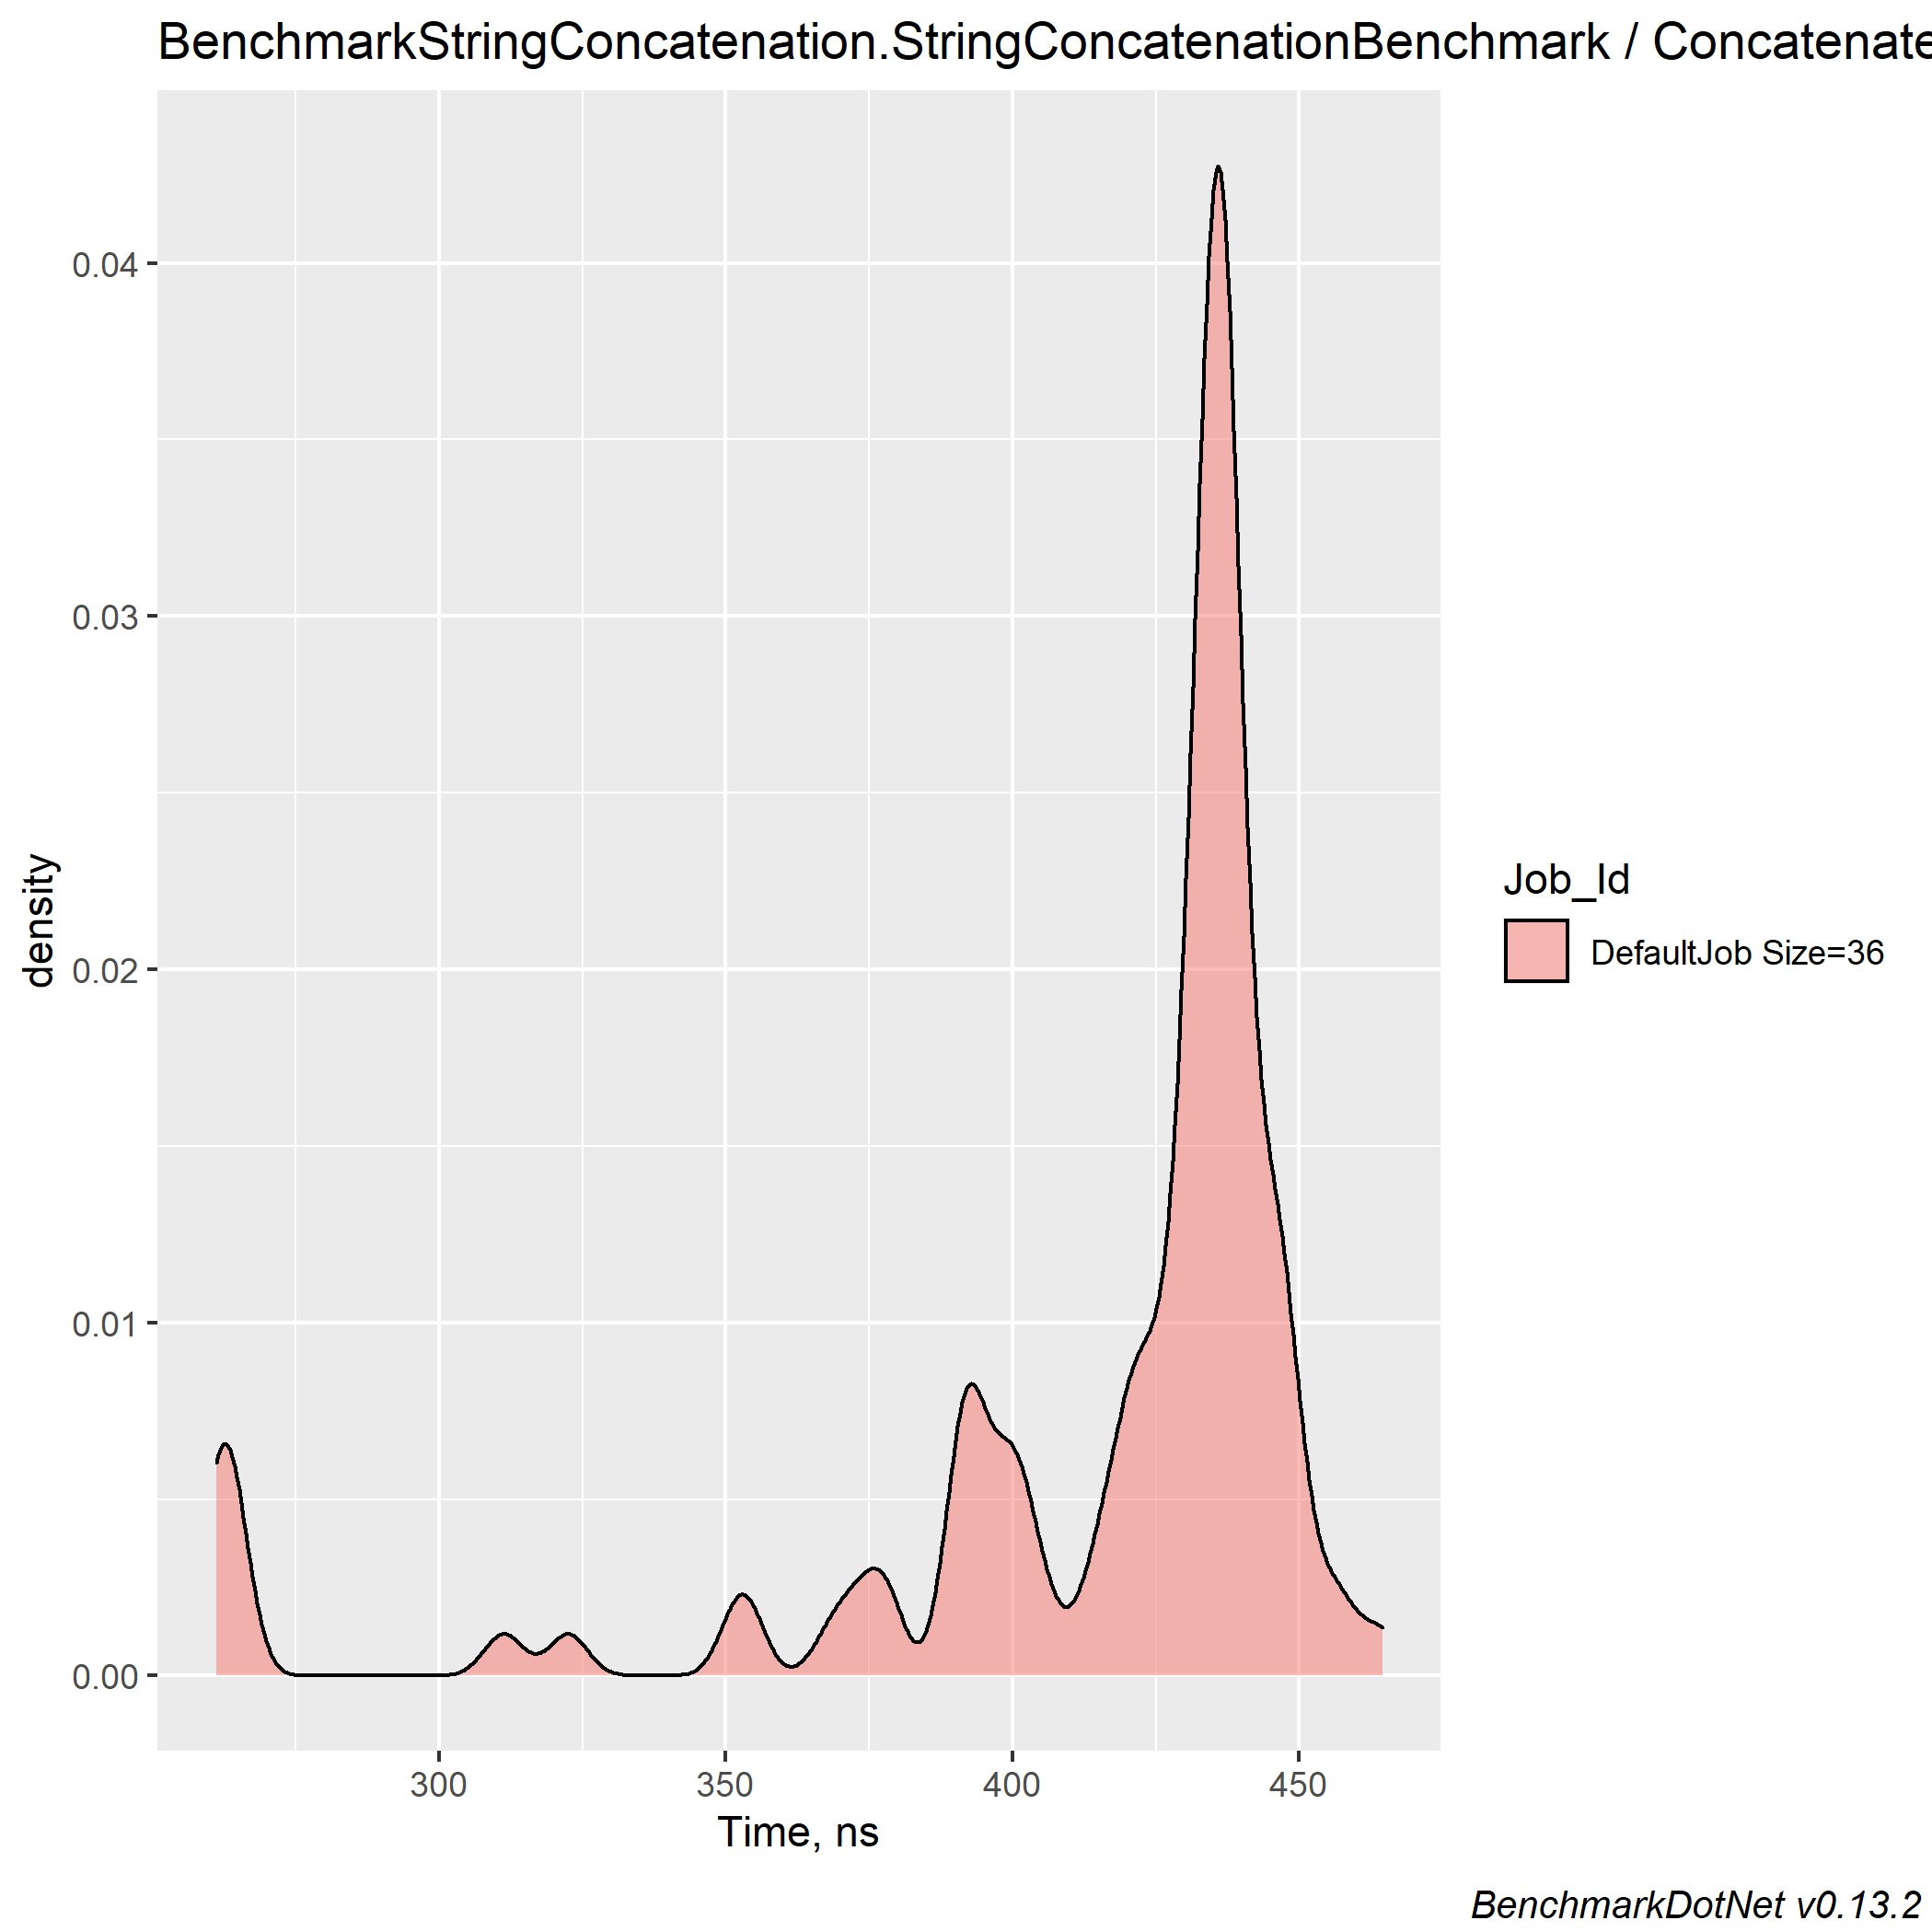 BenchmarkStringConcatenation.StringConcatenationBenchmark / Concatenate
0.04
0.03
0.02
0.01
0.00
density
300 350 400 450
Time, ns
Job_Id
DefaultJob Size=36
BenchmarkDotNet v0.13.2